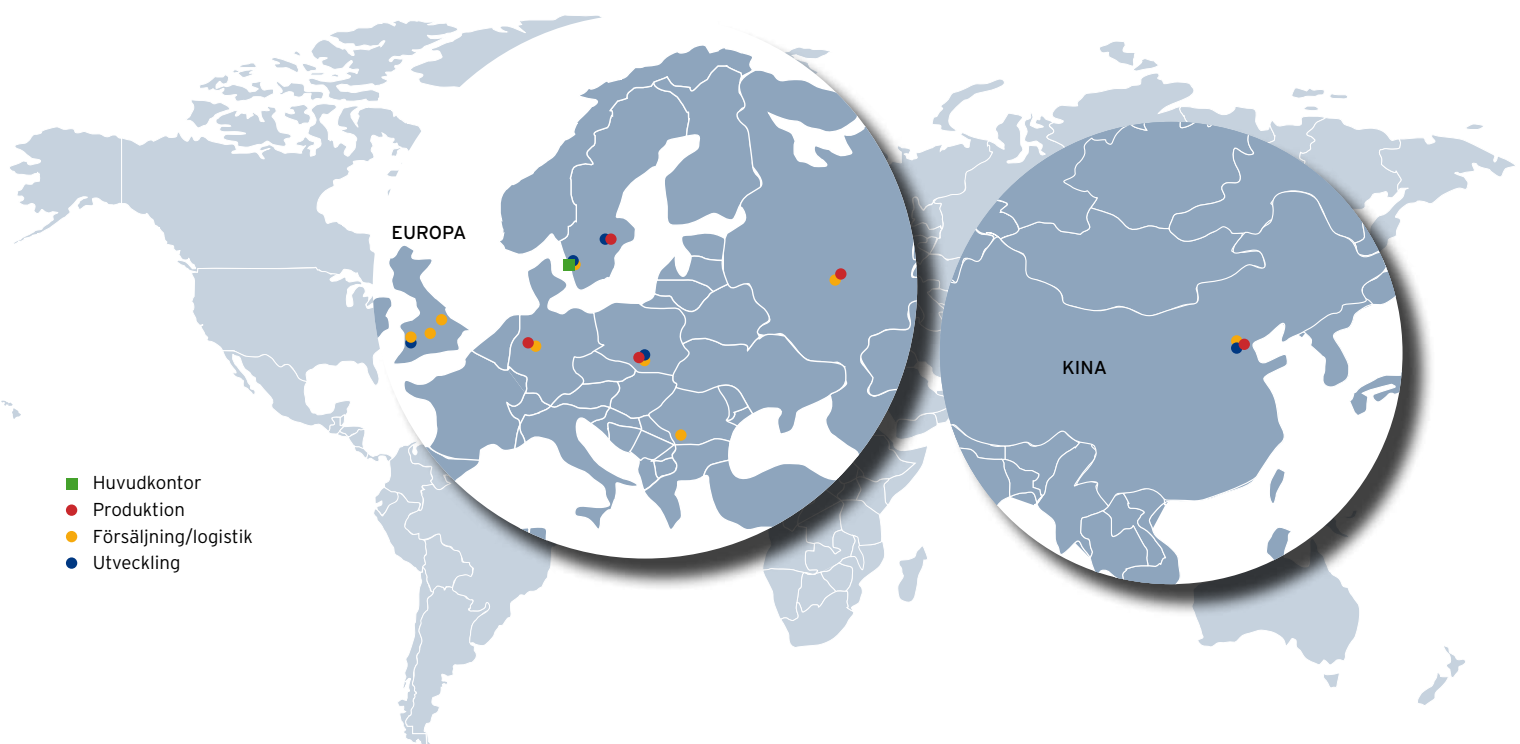 EUROPA
KINA
Huvudkontor
Produktion
Försäljning/logistik
Utveckling